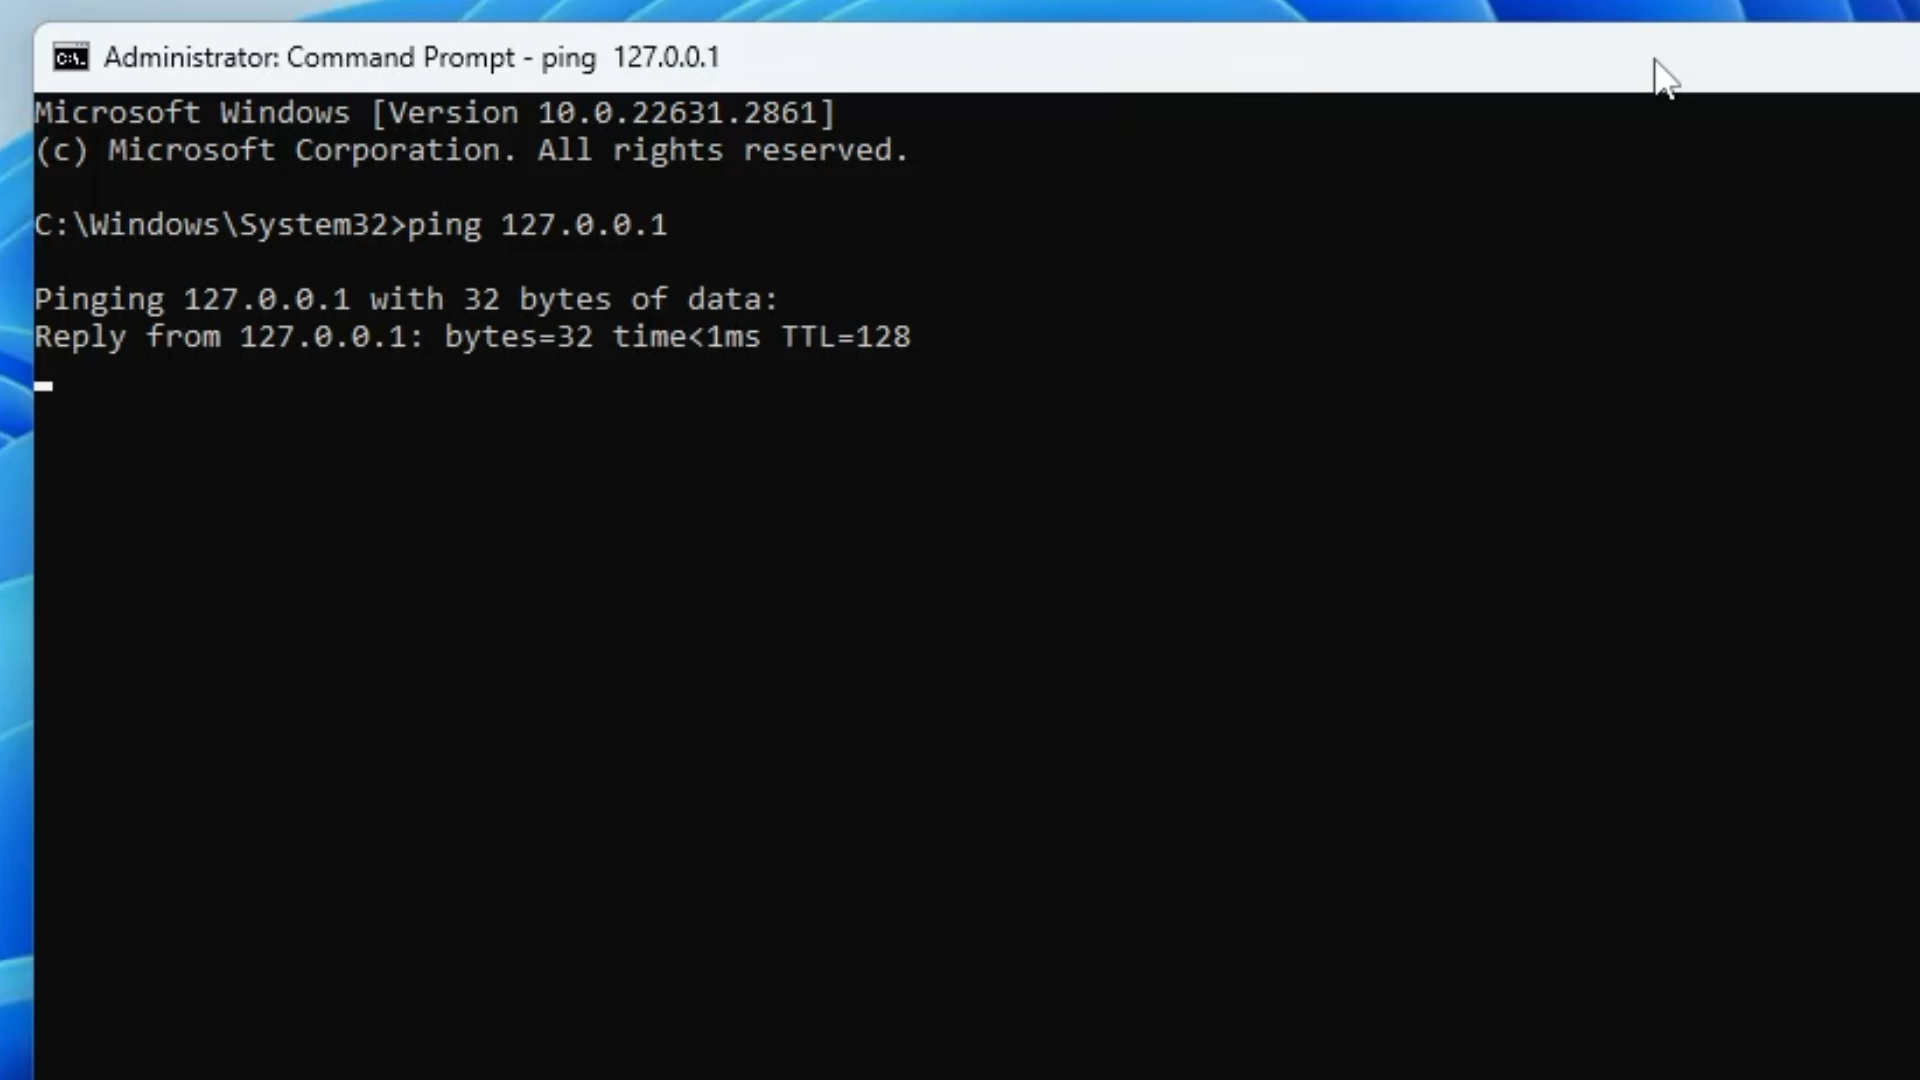 Administrator: Command Prompt - ping  127.0.0.1
Microsoft Windows [Version 10.0.22631.2861]
(c) Microsoft Corporation. All rights reserved.
C:\Windows\System32>ping 127.0.0.1
Pinging 127.0.0.1 with 32 bytes of data:
Reply from 127.0.0.1: bytes=32 time<1ms TTL=128